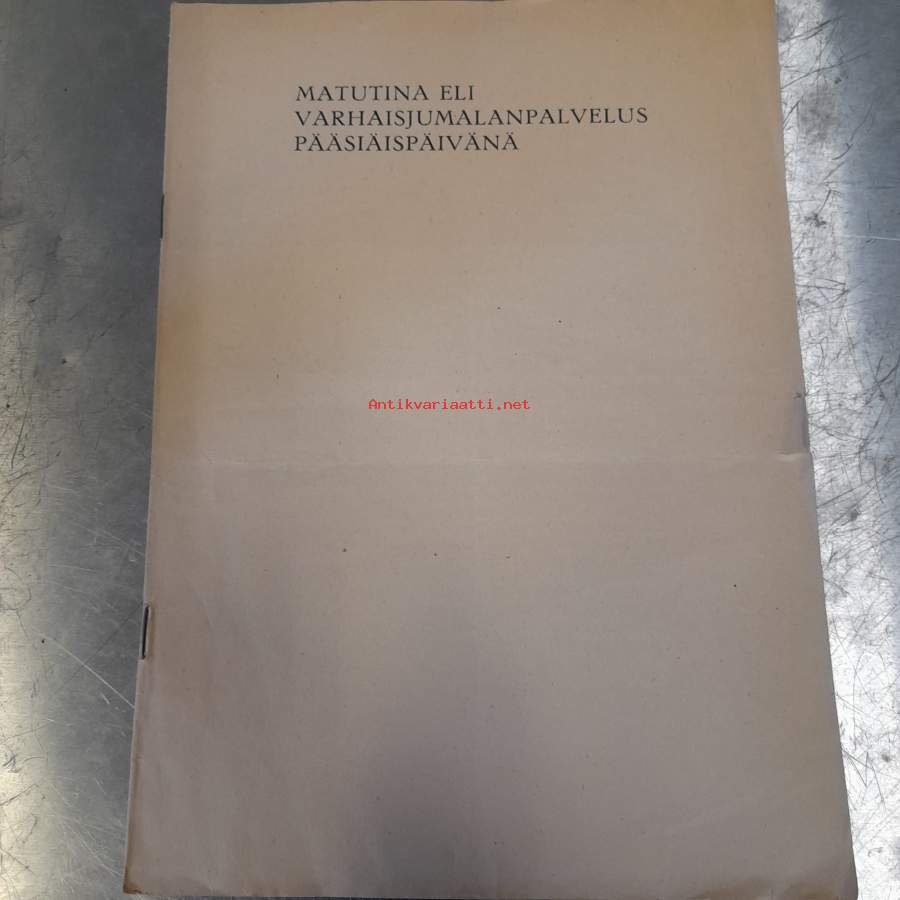 MATUTINA ELI
VARHAISJUMALANPALVELUS
PÄÄSIÄISPÄIVÄNÄ
Antikvariaatti.net